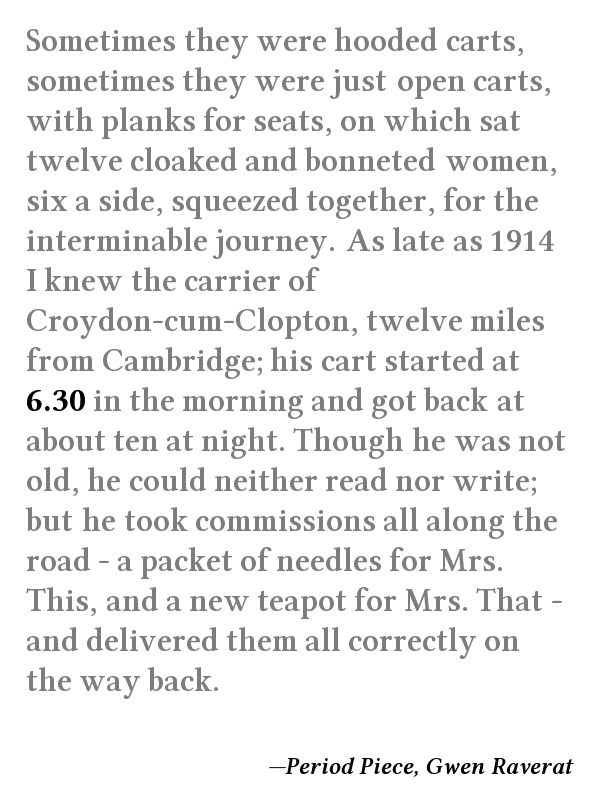 Sometimes they were hooded carts,
sometimes they were just open carts,
with planks for seats, on which sat
twelve cloaked and bonneted women,
six a side, squeezed together, for the
interminable journey. As late as 1914
I knew the carrier of
Croydon-cum-Clopton, twelve miles
from Cambridge; his cart started at
6.30 in the morning and got back at
about ten at night. Though he was not
old, he could neither read nor write;
but he took commissions all along the
road - a packet of needles for Mrs.
This, and a new teapot for Mrs. That -
and delivered them all correctly on
the way back.
—Period Piece, Gwen Raverat